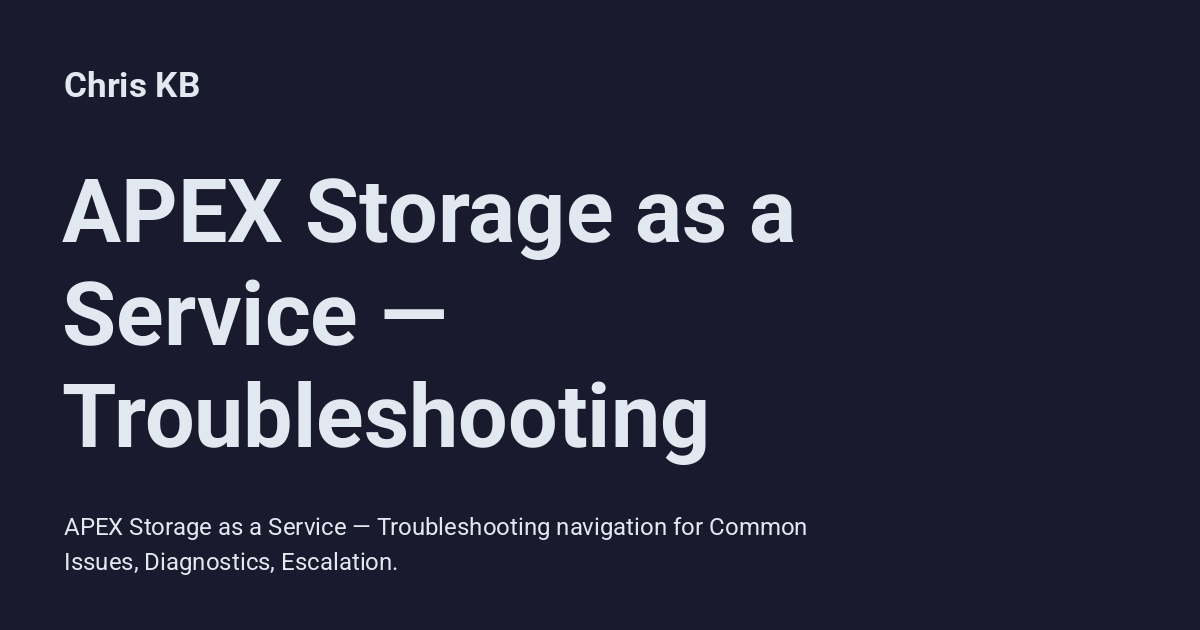 Chris KB
APEX Storage as a
Service —
Troubleshooting
APEX Storage as a Service — Troubleshooting navigation for Common
Issues, Diagnostics, Escalation.